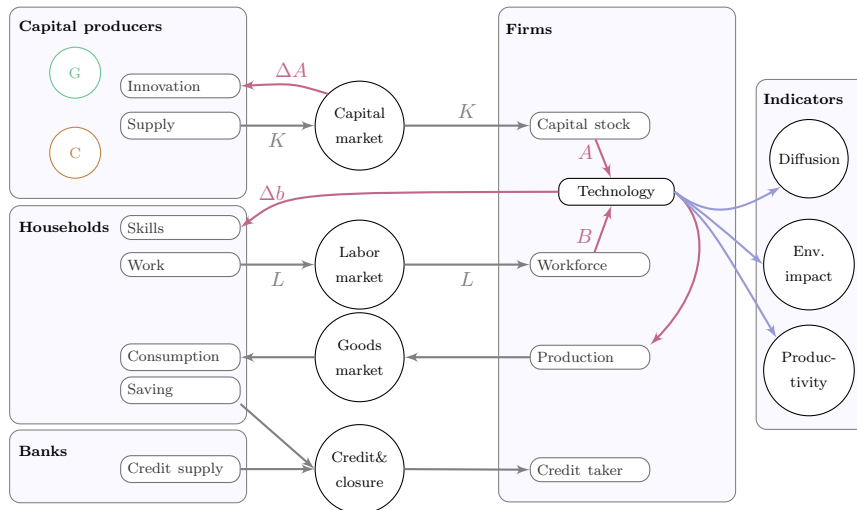 Capital producers
G
C
Innovation
Supply
ΔA
K
Capital
market
K
Firms
Capital stock
A
Technology
B
Workforce
Production
Credit taker
Δb
Households
Skills
Work
L
Labor
market
L
Consumption
Saving
Goods
market
Banks
Credit supply
Credit&
closure
Indicators
Diffusion
Env.
impact
Produc-
tivity